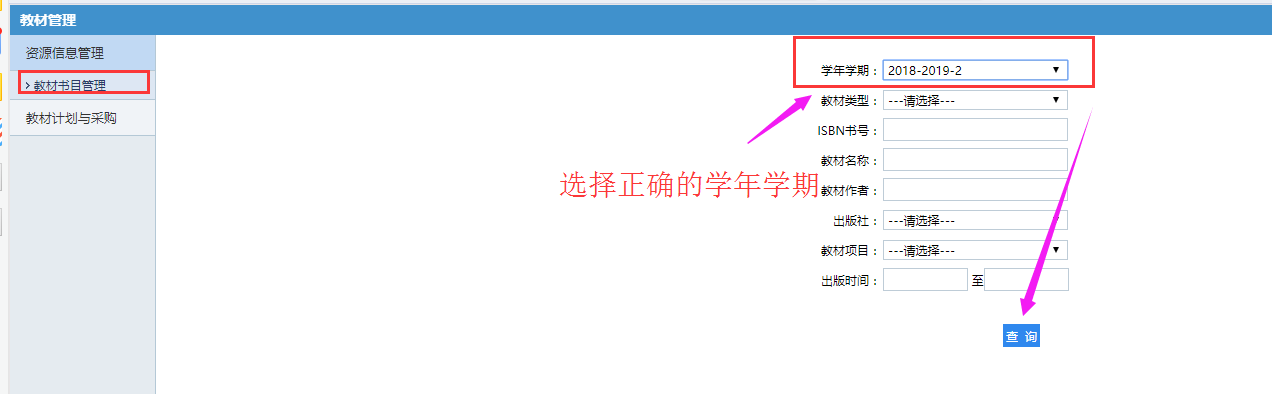 教材管理
资源信息管理
教材书目管理
教材计划与采购
学年学期： 2018-2019-2
教材类型： ---请选择---
ISBN书号：
教材名称：
选择正确的学年学期
教材作者：
出版社： ---请选择---
教材项目： ---请选择---
出版时间： 至
查 询